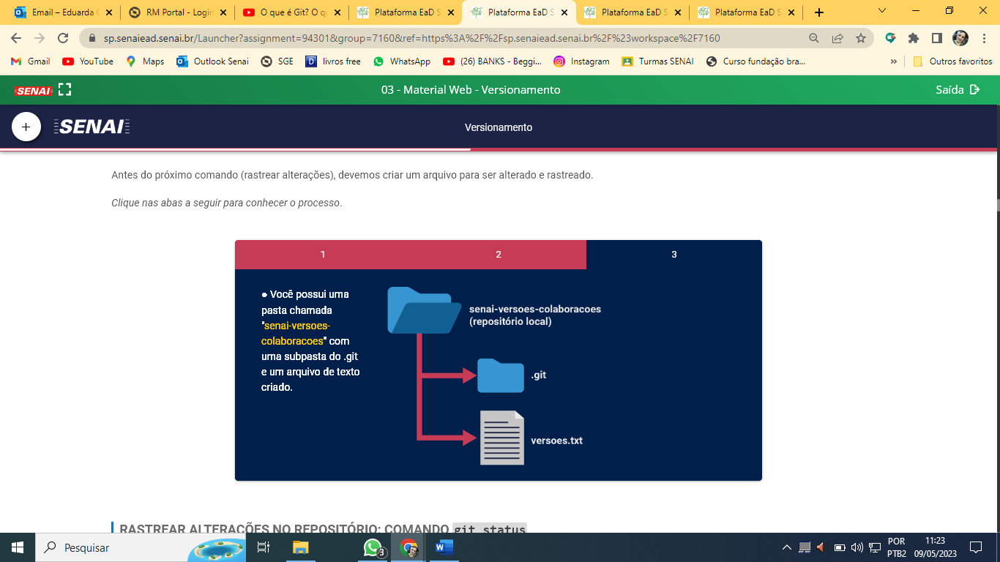 Email – Eduarda C
RM Portal - Login
O que é Git? O qu
Plataforma EaD S
Plataforma EaD S
Plataforma EaD S
Plataforma EaD S
sp.senaiead.senai.br/Launcher?assignment=94301&group=7160&ref=https%3A%2F%2Fsp.senaiead.senai.br%2F%23workspace%2F7160
Gmail
YouTube
Maps
Outlook Senai
SGE
livros free
WhatsApp
(26) BANKS - Beggi...
Instagram
Turmas SENAI
Curso fundação bra...
»
Outros favoritos
SENAI
03 - Material Web - Versionamento
Saída
+
SENAI
Versionamento
Antes do próximo comando (rastrear alterações), devemos criar um arquivo para ser alterado e rastreado.
Clique nas abas a seguir para conhecer o processo.
1
2
3
● Você possui uma
pasta chamada
"senai-versoes-
colaboracoes" com
uma subpasta do .git
e um arquivo de texto
criado.
senai-versoes-colaboracoes
(repositório local)
.git
versoes.txt
RASTREAR ALTERAÇÕES NO REPOSITÓRIO: COMANDO git status
Pesquisar
3
POR
PTB2
11:23
09/05/2023